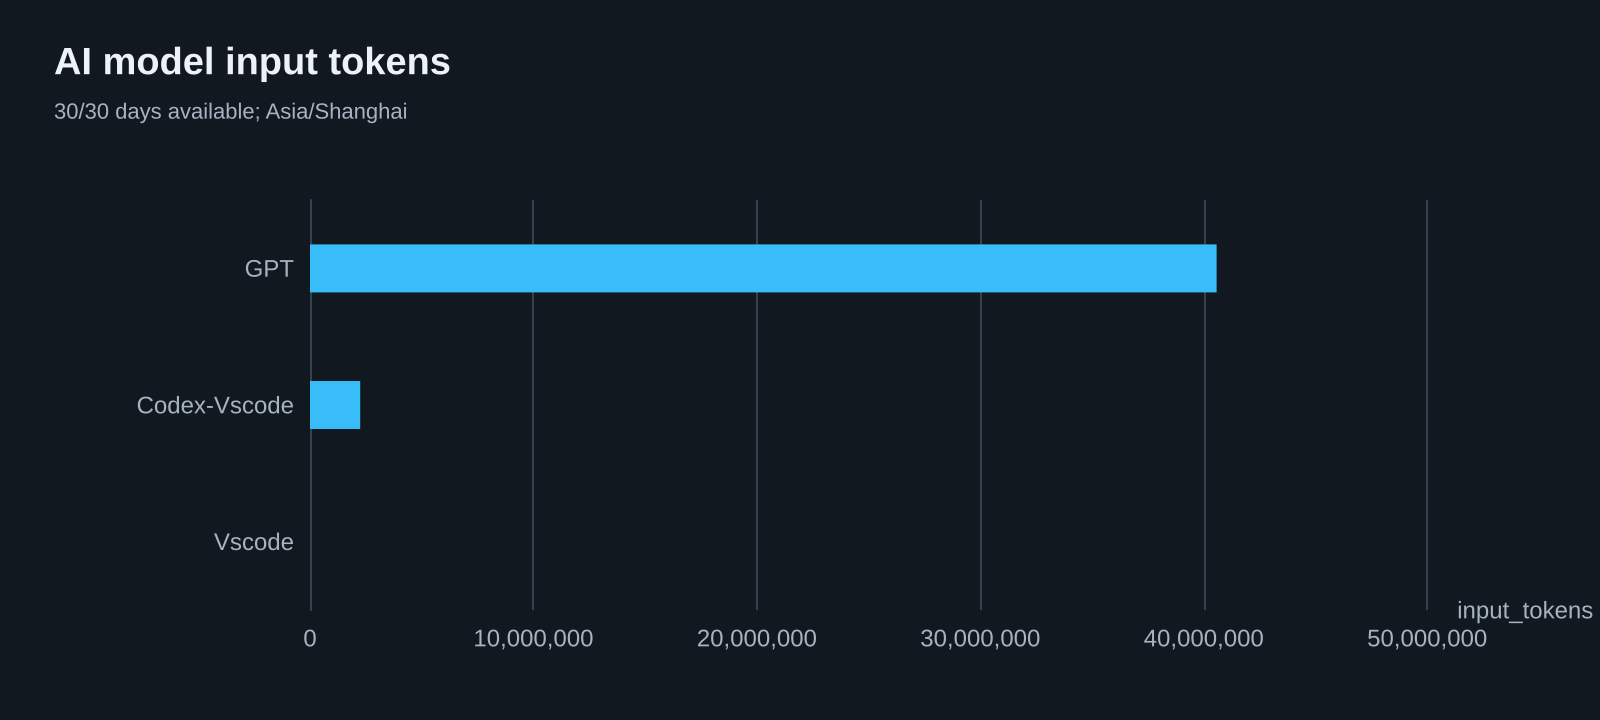 AI model input tokens
30/30 days available; Asia/Shanghai
GPT
Codex-Vscode
Vscode
input_tokens
0 10,000,000 20,000,000 30,000,000 40,000,000 50,000,000